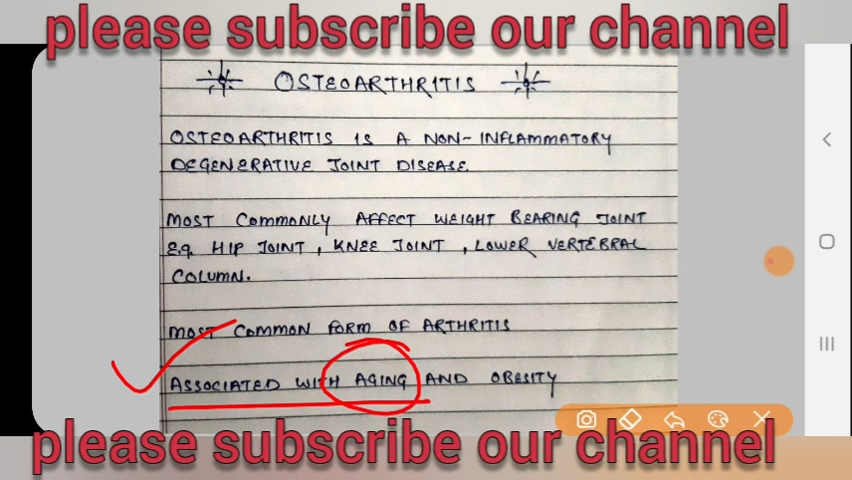 please subscribe our channel
OSTEOARTHRITIS
OSTEOARTHRITIS IS A NON-INFLAMMATORY
DEGENERATIVE JOINT DISEASE.
MOST COMMONLY AFFECT WEIGHT BEARING JOINT
E.g. HIP JOINT, KNEE JOINT, LOWER VERTEBRAL
COLUMN.
MOST COMMON FORM OF ARTHRITIS
ASSOCIATED WITH AGING AND OBESITY
please subscribe our channel